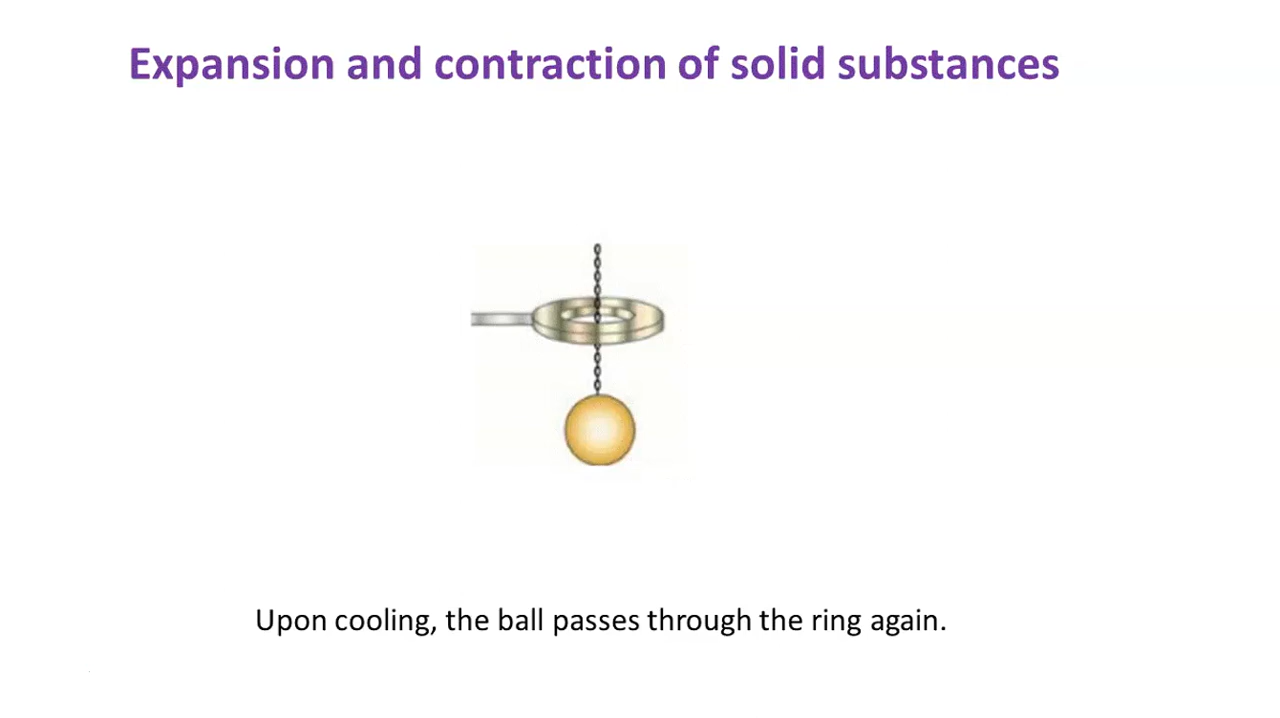 Expansion and contraction of solid substances
Upon cooling, the ball passes through the ring again.